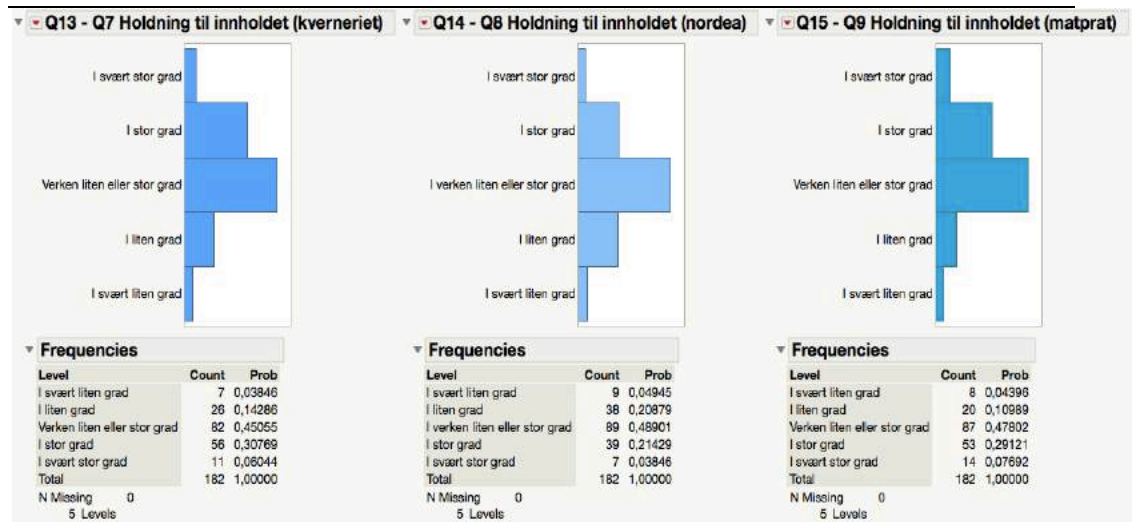 Q13 - Q7 Holdning til innholdet (kverneriet)
I svært stor grad
I stor grad
Verken liten eller stor grad
I liten grad
I svært liten grad
Frequencies
Level Count Prob
I svært liten grad 7 0,03846
I liten grad 26 0,14286
Verken liten eller stor grad 82 0,45055
I stor grad 56 0,30769
I svært stor grad 11 0,06044
Total 182 1,00000
N Missing 0
5 Levels
Q14 - Q8 Holdning til innholdet (nordea)
I svært stor grad
I stor grad
I verken liten eller stor grad
I liten grad
I svært liten grad
Frequencies
Level Count Prob
I svært liten grad 9 0,04945
I liten grad 38 0,20879
I verken liten eller stor grad 89 0,48901
I stor grad 39 0,21429
I svært stor grad 7 0,03846
Total 182 1,00000
N Missing 0
5 Levels
Q15 - Q9 Holdning til innholdet (matprat)
I svært stor grad
I stor grad
Verken liten eller stor grad
I liten grad
I svært liten grad
Frequencies
Level Count Prob
I svært liten grad 8 0,04396
I liten grad 20 0,10989
Verken liten eller stor grad 87 0,47802
I stor grad 53 0,29121
I svært stor grad 14 0,07692
Total 182 1,00000
N Missing 0
5 Levels